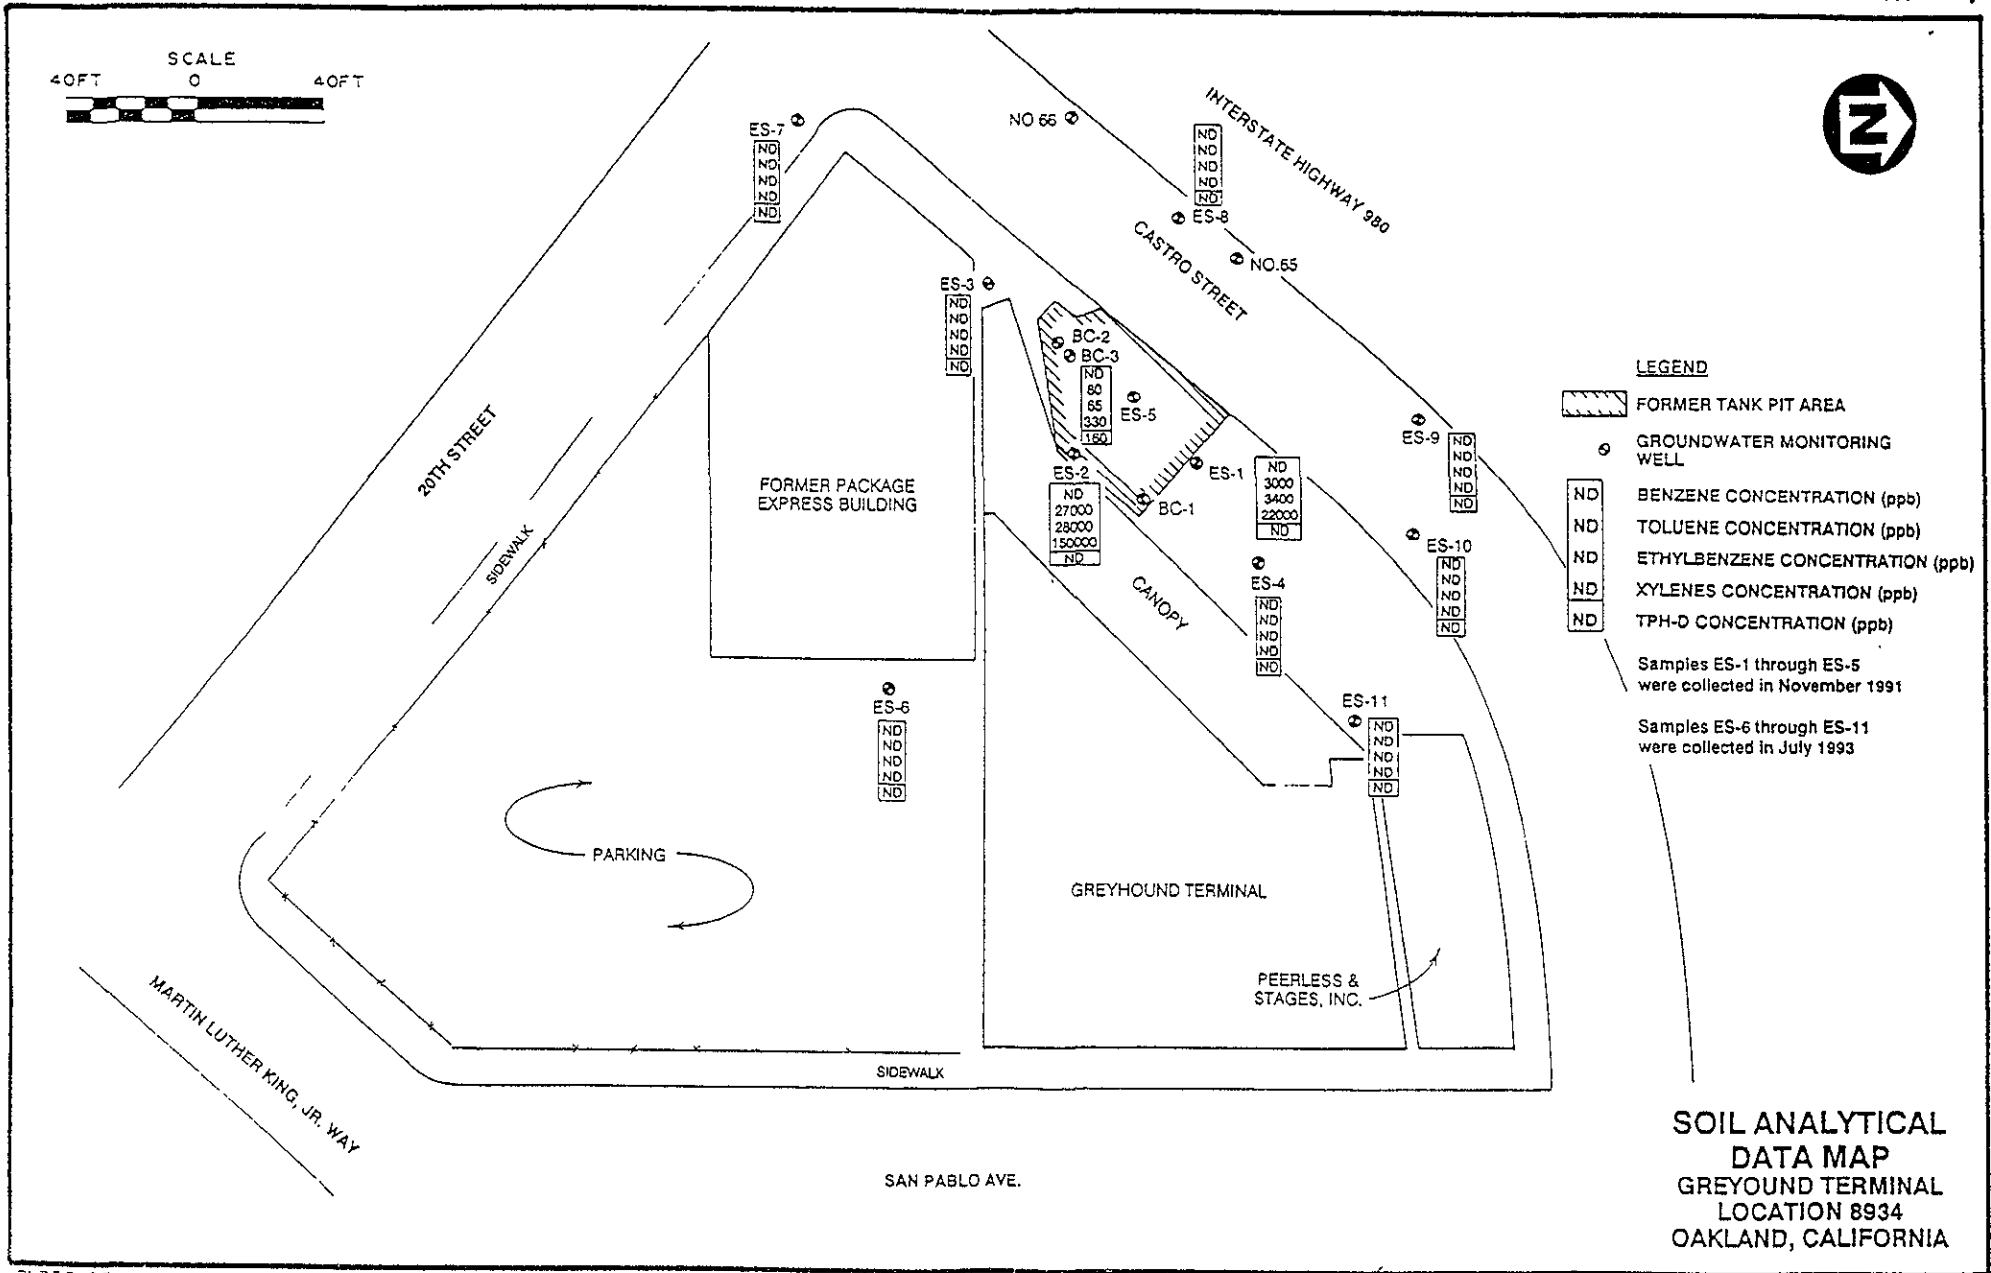 SCALE
40FT 0 40FT
N
INTERSTATE HIGHWAY 980
NO 66
ES-7
ND
ND
ND
ND
ND
ND
ND
ND
ND
ND
ES-8
NO.65
CASTRO STREET
ES-3
ND
ND
ND
ND
ND
BC-2
BC-3
ND
80
65
330
160
ES-5
ES-2
ND
27000
28000
150000
ND
BC-1
ES-1
ND
3000
3400
22000
ND
ES-9
ND
ND
ND
ND
ND
ES-10
ND
ND
ND
ND
ND
ES-4
ND
ND
ND
ND
ND
ES-11
ND
ND
ND
ND
ND
ES-6
ND
ND
ND
ND
ND
20TH STREET
SIDEWALK
FORMER PACKAGE
EXPRESS BUILDING
CANOPY
PARKING
GREYHOUND TERMINAL
PEERLESS &
STAGES, INC.
SIDEWALK
MARTIN LUTHER KING, JR. WAY
SAN PABLO AVE.
LEGEND
FORMER TANK PIT AREA
GROUNDWATER MONITORING
WELL
ND BENZENE CONCENTRATION (ppb)
ND TOLUENE CONCENTRATION (ppb)
ND ETHYLBENZENE CONCENTRATION (ppb)
ND XYLENES CONCENTRATION (ppb)
ND TPH-D CONCENTRATION (ppb)
Samples ES-1 through ES-5
were collected in November 1991
Samples ES-6 through ES-11
were collected in July 1993
SOIL ANALYTICAL
DATA MAP
GREYOUND TERMINAL
LOCATION 8934
OAKLAND, CALIFORNIA